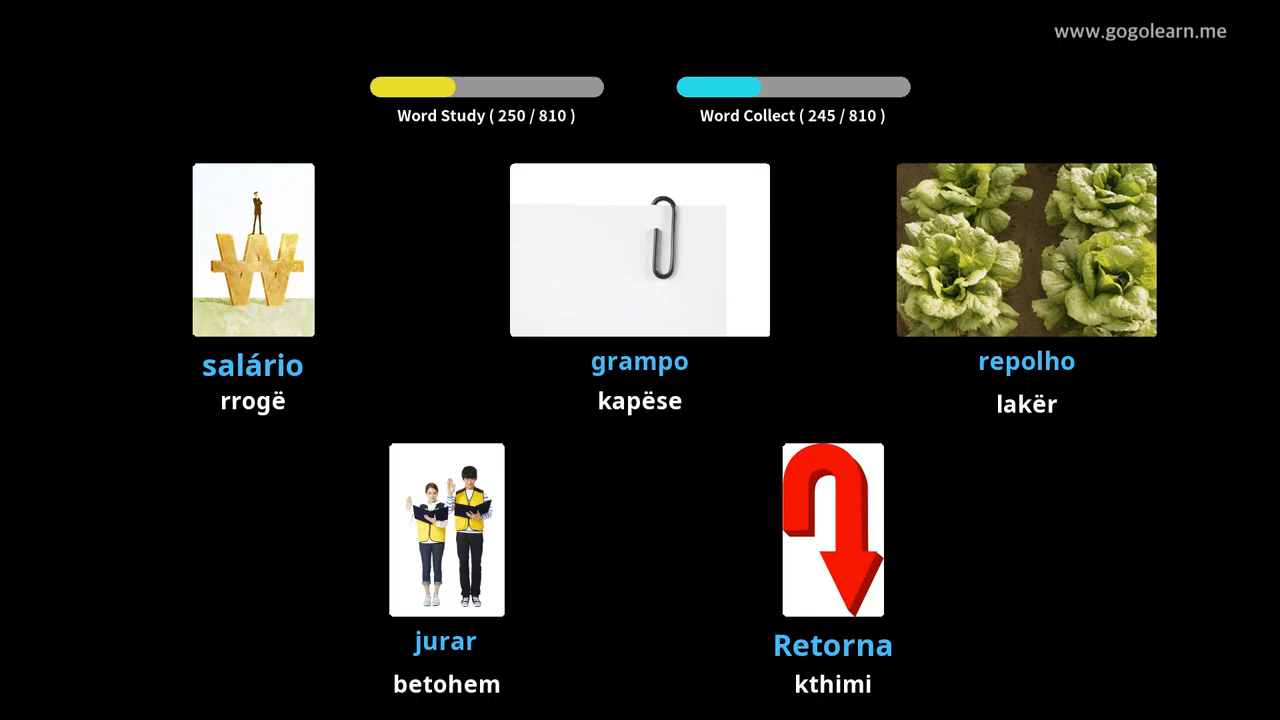 www.gogolearn.me
Word Study ( 250 / 810 )
Word Collect ( 245 / 810 )
salário
rrogë
grampo
kapëse
repolho
lakër
jurar
betohem
Retorna
kthimi